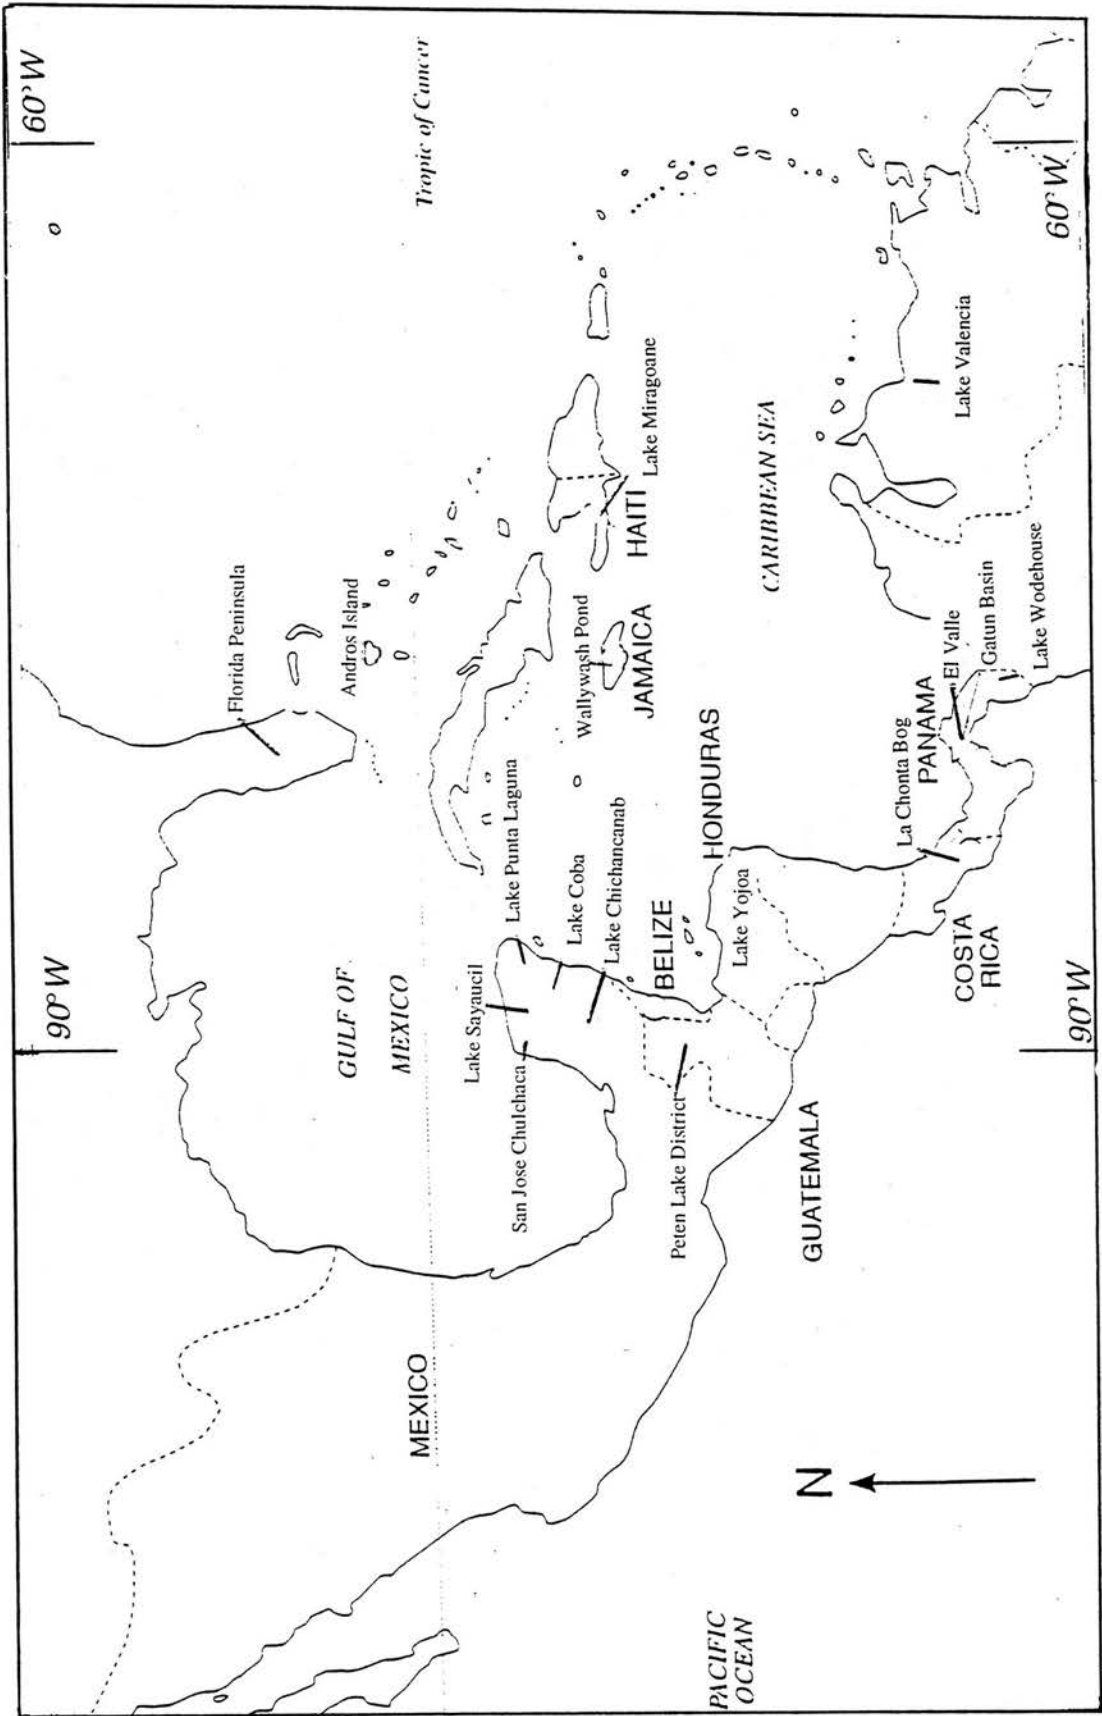 90°W
60°W
Tropic of Cancer
Florida Peninsula
Andros Island
GULF OF
MEXICO
MEXICO
Lake Sayaucil
San Jose Chulchaca
Lake Punta Laguna
Lake Coba
Lake Chichancanab
Wallywash Pond
JAMAICA
HAITI
Lake Miragoane
BELIZE
Peten Lake District
HONDURAS
Lake Yojoa
CARIBBEAN SEA
GUATEMALA
N
PACIFIC
OCEAN
COSTA
RICA
La Chonta Bog
PANAMA
El Valle
Gatun Basin
Lake Wodehouse
Lake Valencia
90°W
60°W